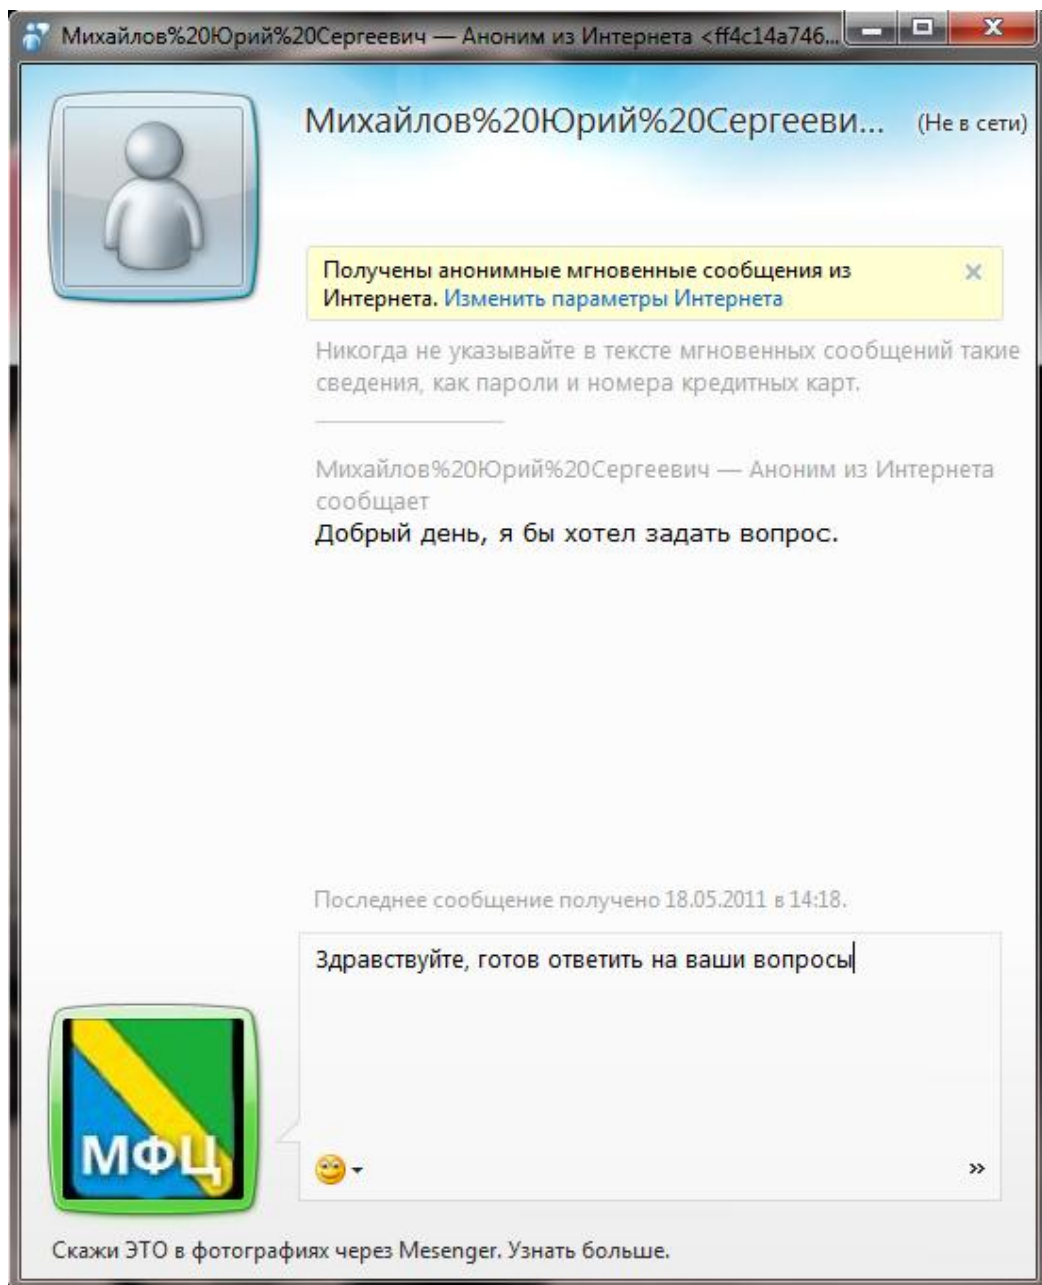 Михайлов%20Юрий%20Сергеевич — Аноним из Интернета <ff4c14a746...
Михайлов%20Юрий%20Сергееви... (Не в сети)
Получены анонимные мгновенные сообщения из
Интернета. Изменить параметры Интернета
Никогда не указывайте в тексте мгновенных сообщений такие
сведения, как пароли и номера кредитных карт.
Михайлов%20Юрий%20Сергеевич — Аноним из Интернета
сообщает
Добрый день, я бы хотел задать вопрос.
Последнее сообщение получено 18.05.2011 в 14:18.
Здравствуйте, готов ответить на ваши вопросы
МФЦ
Скажи ЭТО в фотографиях через Mesenger. Узнать больше.